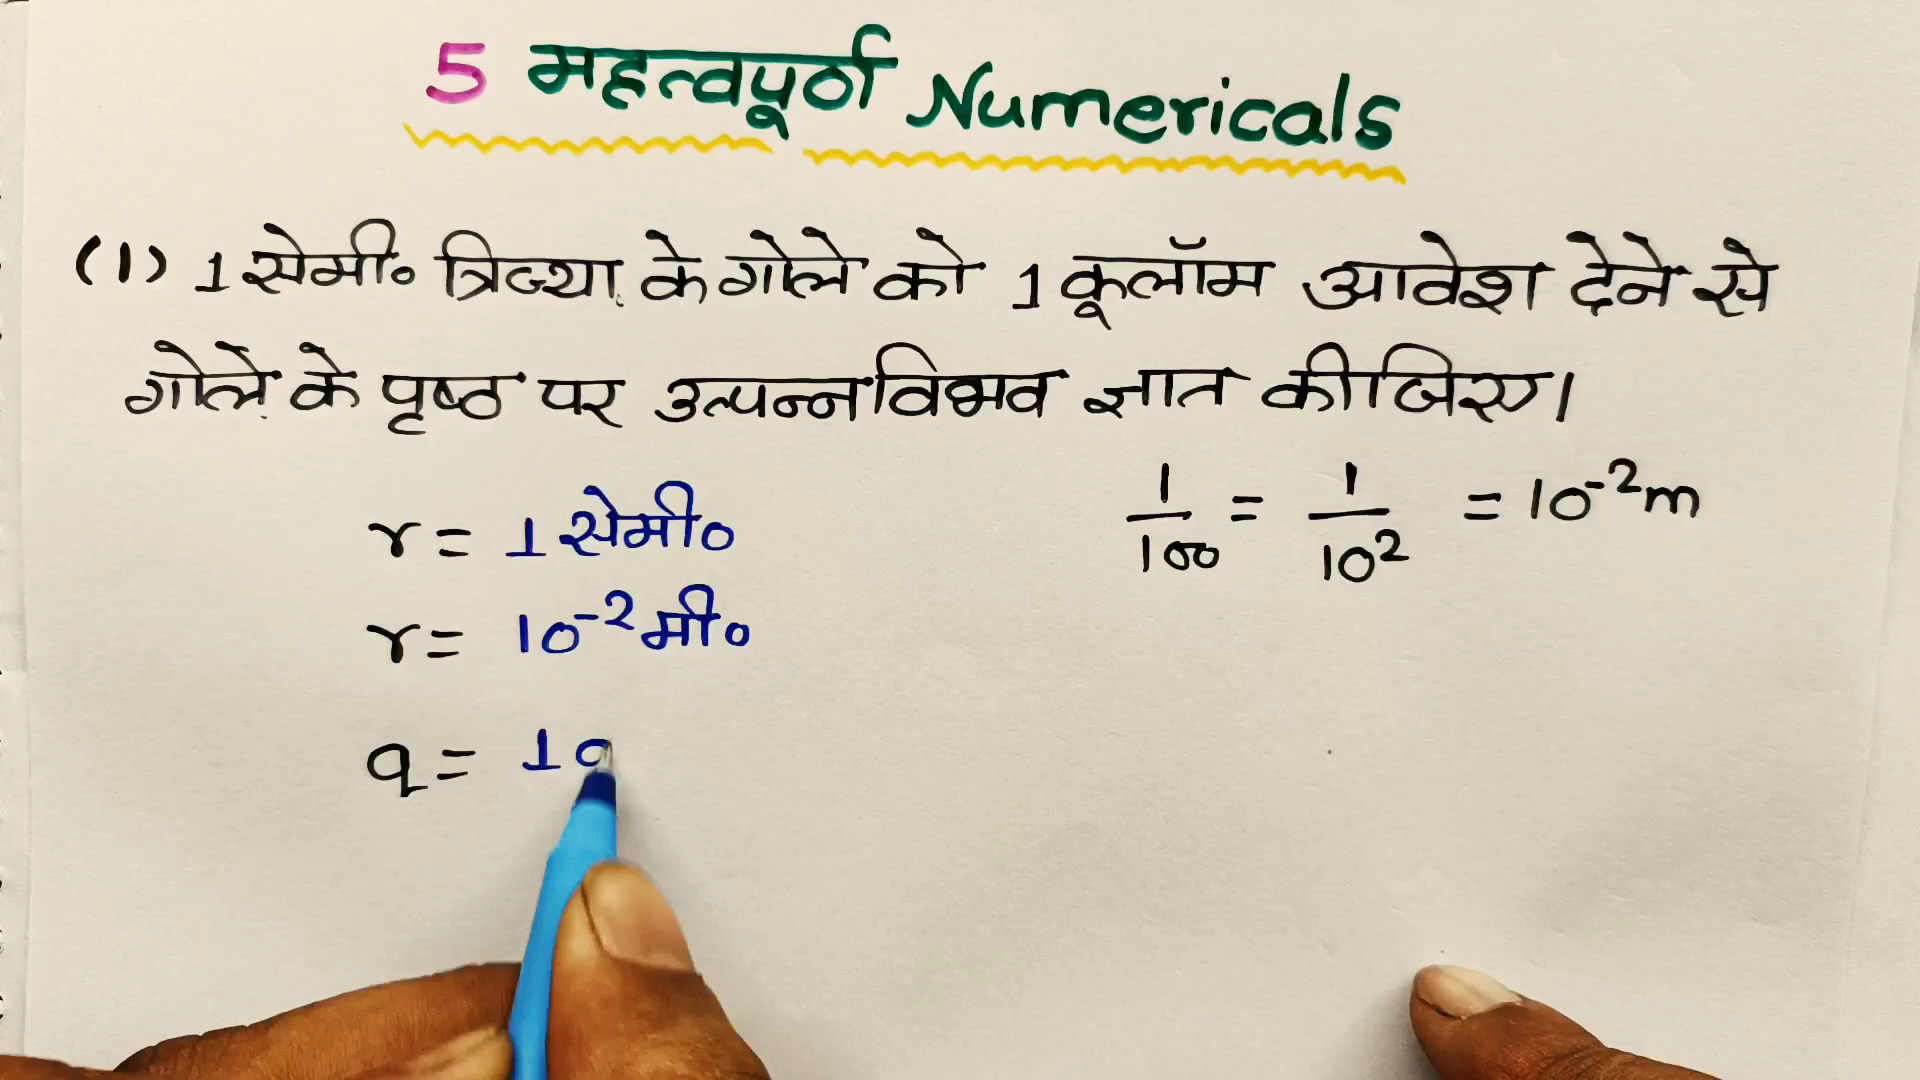 5 महत्वपूर्ण Numericals
(1) 1 सेमी० त्रिज्या के गोले को 1 कूलॉम आवेश देने से
गोले के पृष्ठ पर उत्पन्न विभव ज्ञात कीजिए।
r = 1 सेमी०
1/100 = 1/10² = 10⁻² m
r = 10⁻² मी०
q = 1